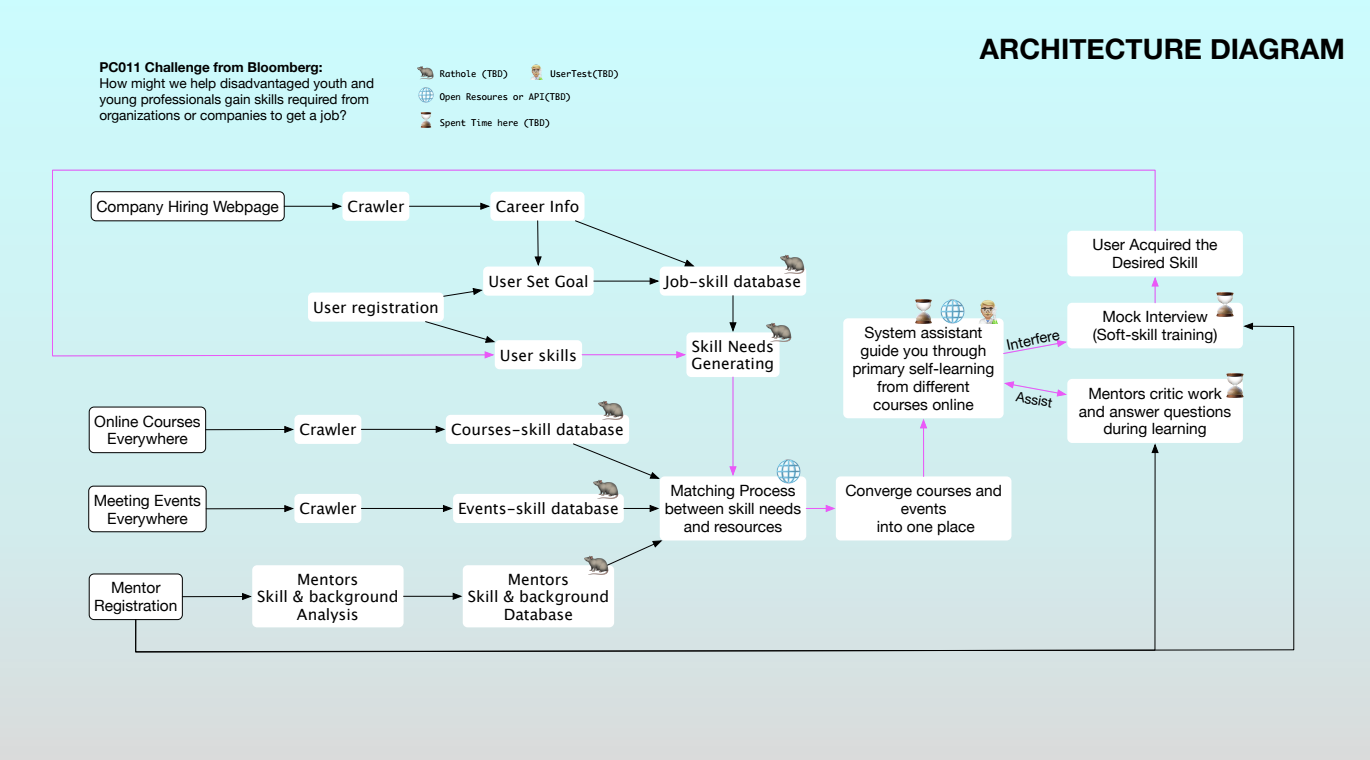 ARCHITECTURE DIAGRAM
PC011 Challenge from Bloomberg:
How might we help disadvantaged youth and
young professionals gain skills required from
organizations or companies to get a job?
Rathole (TBD)
UserTest(TBD)
Open Resoures or API(TBD)
Spent Time here (TBD)
Company Hiring Webpage
Crawler
Career Info
User Acquired the
Desired Skill
User Set Goal
Job-skill database
User registration
Mock Interview
(Soft-skill training)
System assistant
guide you through
primary self-learning
from different
courses online
Interfere
User skills
Skill Needs
Generating
Assist
Mentors critic work
and answer questions
during learning
Online Courses
Everywhere
Crawler
Courses-skill database
Meeting Events
Everywhere
Crawler
Events-skill database
Matching Process
between skill needs
and resources
Converge courses and
events
into one place
Mentor
Registration
Mentors
Skill & background
Analysis
Mentors
Skill & background
Database